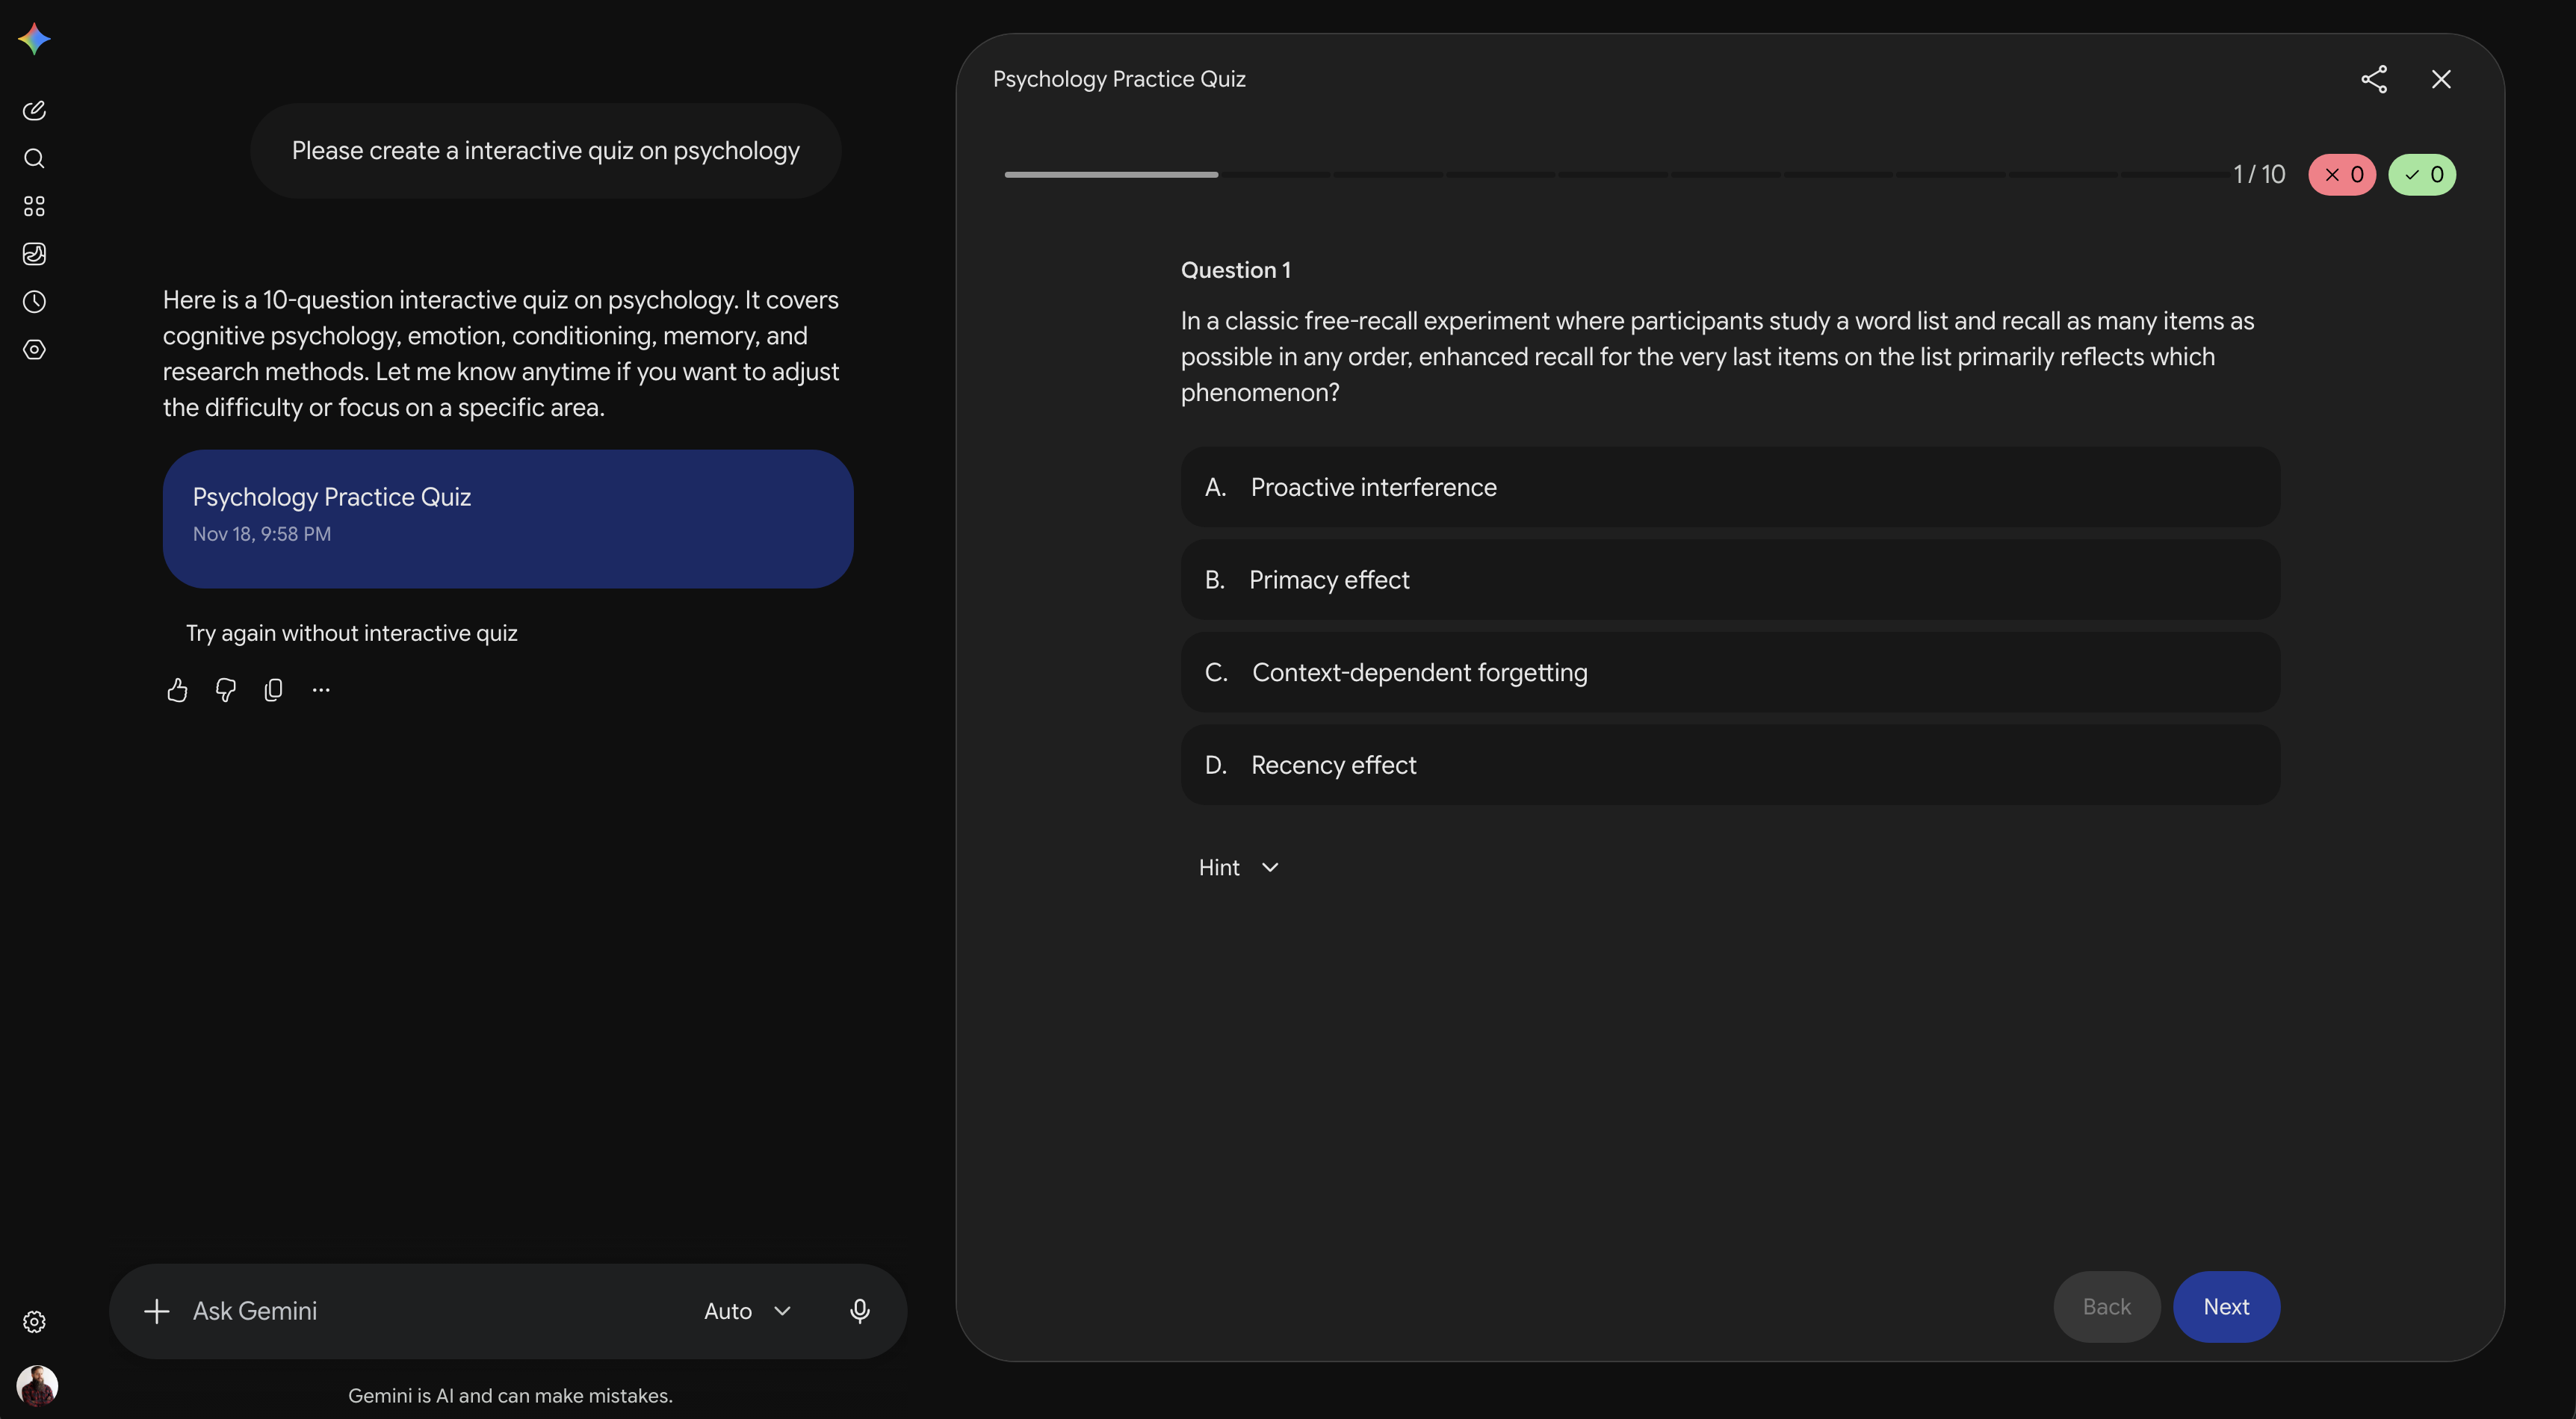 Please create a interactive quiz on psychology
Here is a 10-question interactive quiz on psychology. It covers
cognitive psychology, emotion, conditioning, memory, and
research methods. Let me know anytime if you want to adjust
the difficulty or focus on a specific area.
Psychology Practice Quiz
Nov 18, 9:58 PM
Try again without interactive quiz
Ask Gemini
Auto
Gemini is AI and can make mistakes.
Psychology Practice Quiz
1 / 10
0
0
Question 1
In a classic free-recall experiment where participants study a word list and recall as many items as
possible in any order, enhanced recall for the very last items on the list primarily reflects which
phenomenon?
A. Proactive interference
B. Primacy effect
C. Context-dependent forgetting
D. Recency effect
Hint
Back
Next